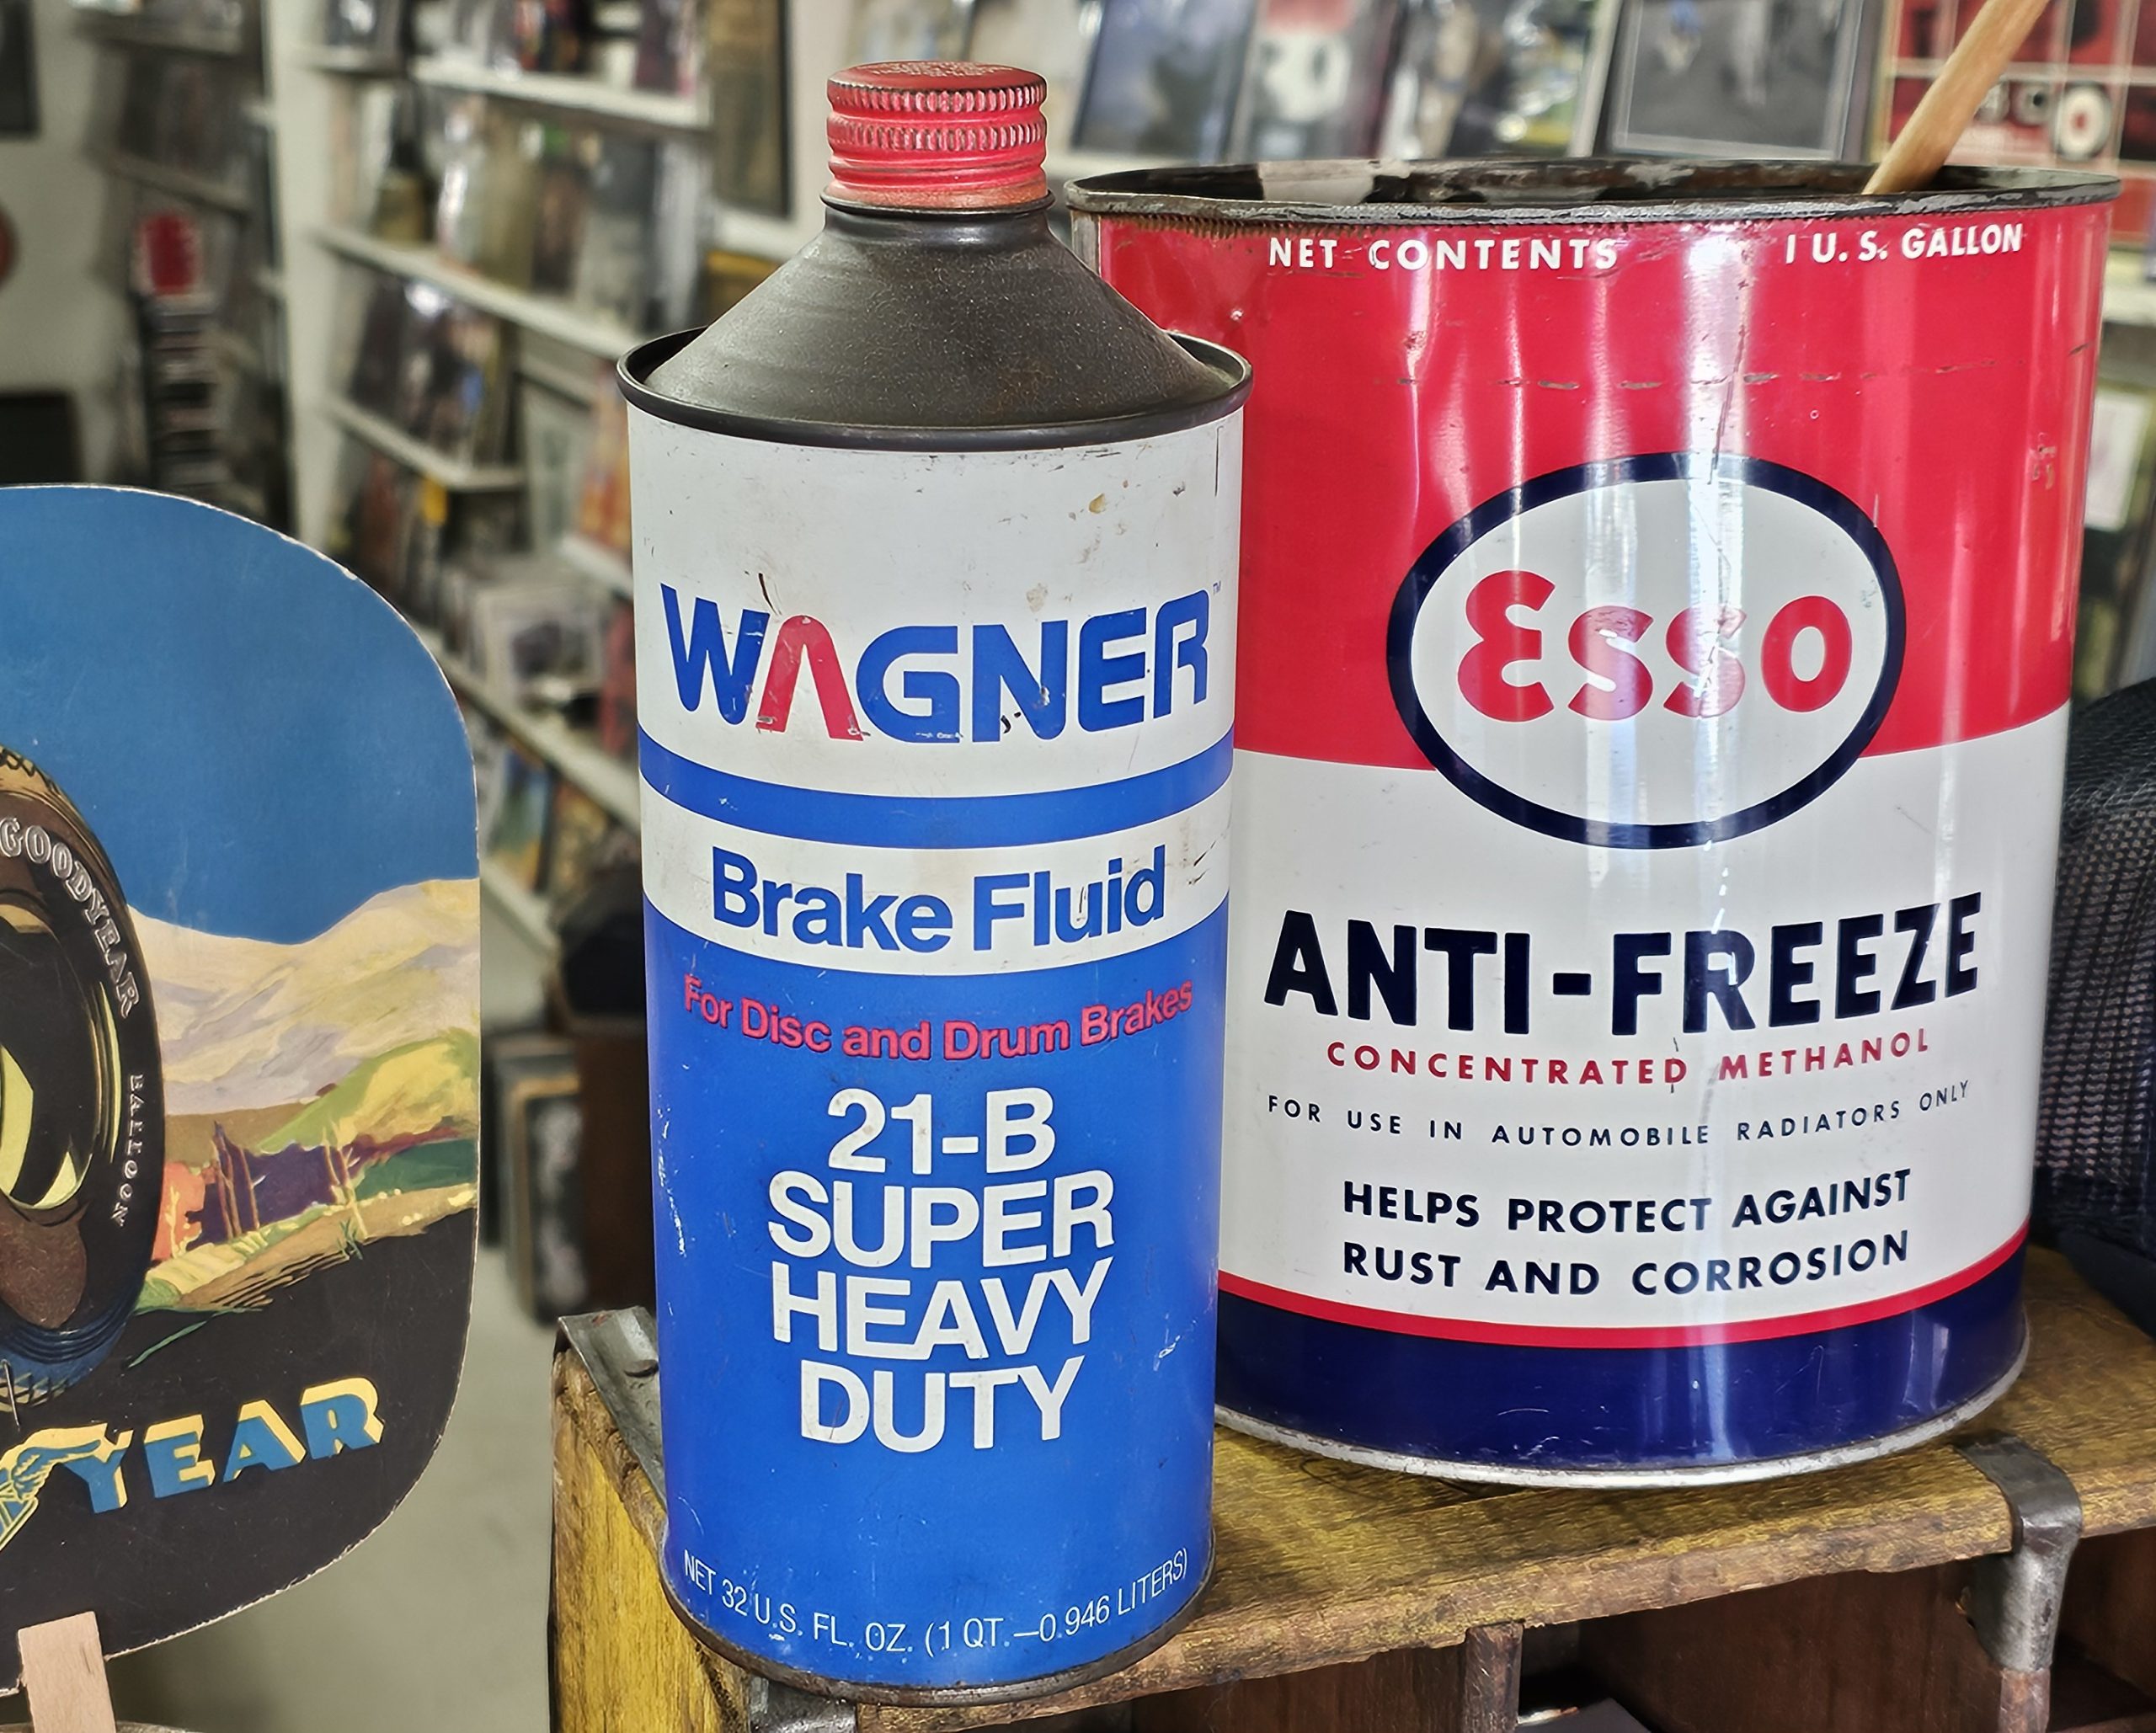 GOODYEAR
BALLOON
YEAR
WAGNER™
Brake Fluid
For Disc and Drum Brakes
21-B
SUPER
HEAVY
DUTY
NET 32 U.S. FL. OZ. (1 QT.–0.946 LITERS)
NET CONTENTS 1 U. S. GALLON
Esso
ANTI-FREEZE
CONCENTRATED METHANOL
FOR USE IN AUTOMOBILE RADIATORS ONLY
HELPS PROTECT AGAINST
RUST AND CORROSION